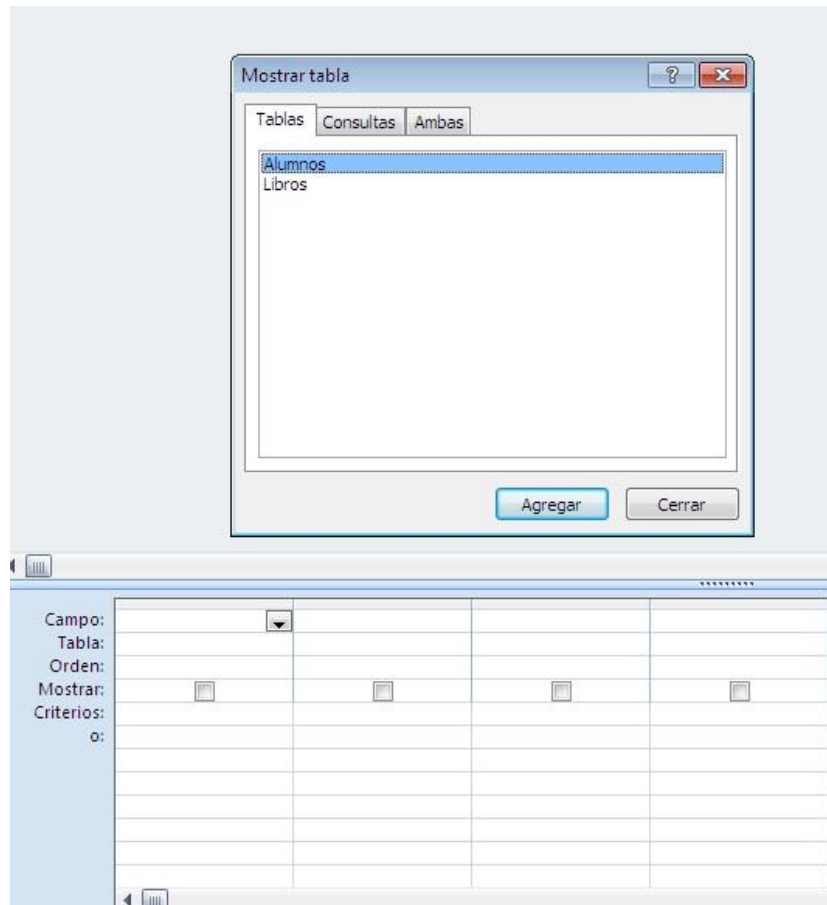 Mostrar tabla
Tablas Consultas Ambas
Alumnos
Libros
Agregar Cerrar
Campo:
Tabla:
Orden:
Mostrar:
Criterios:
o: